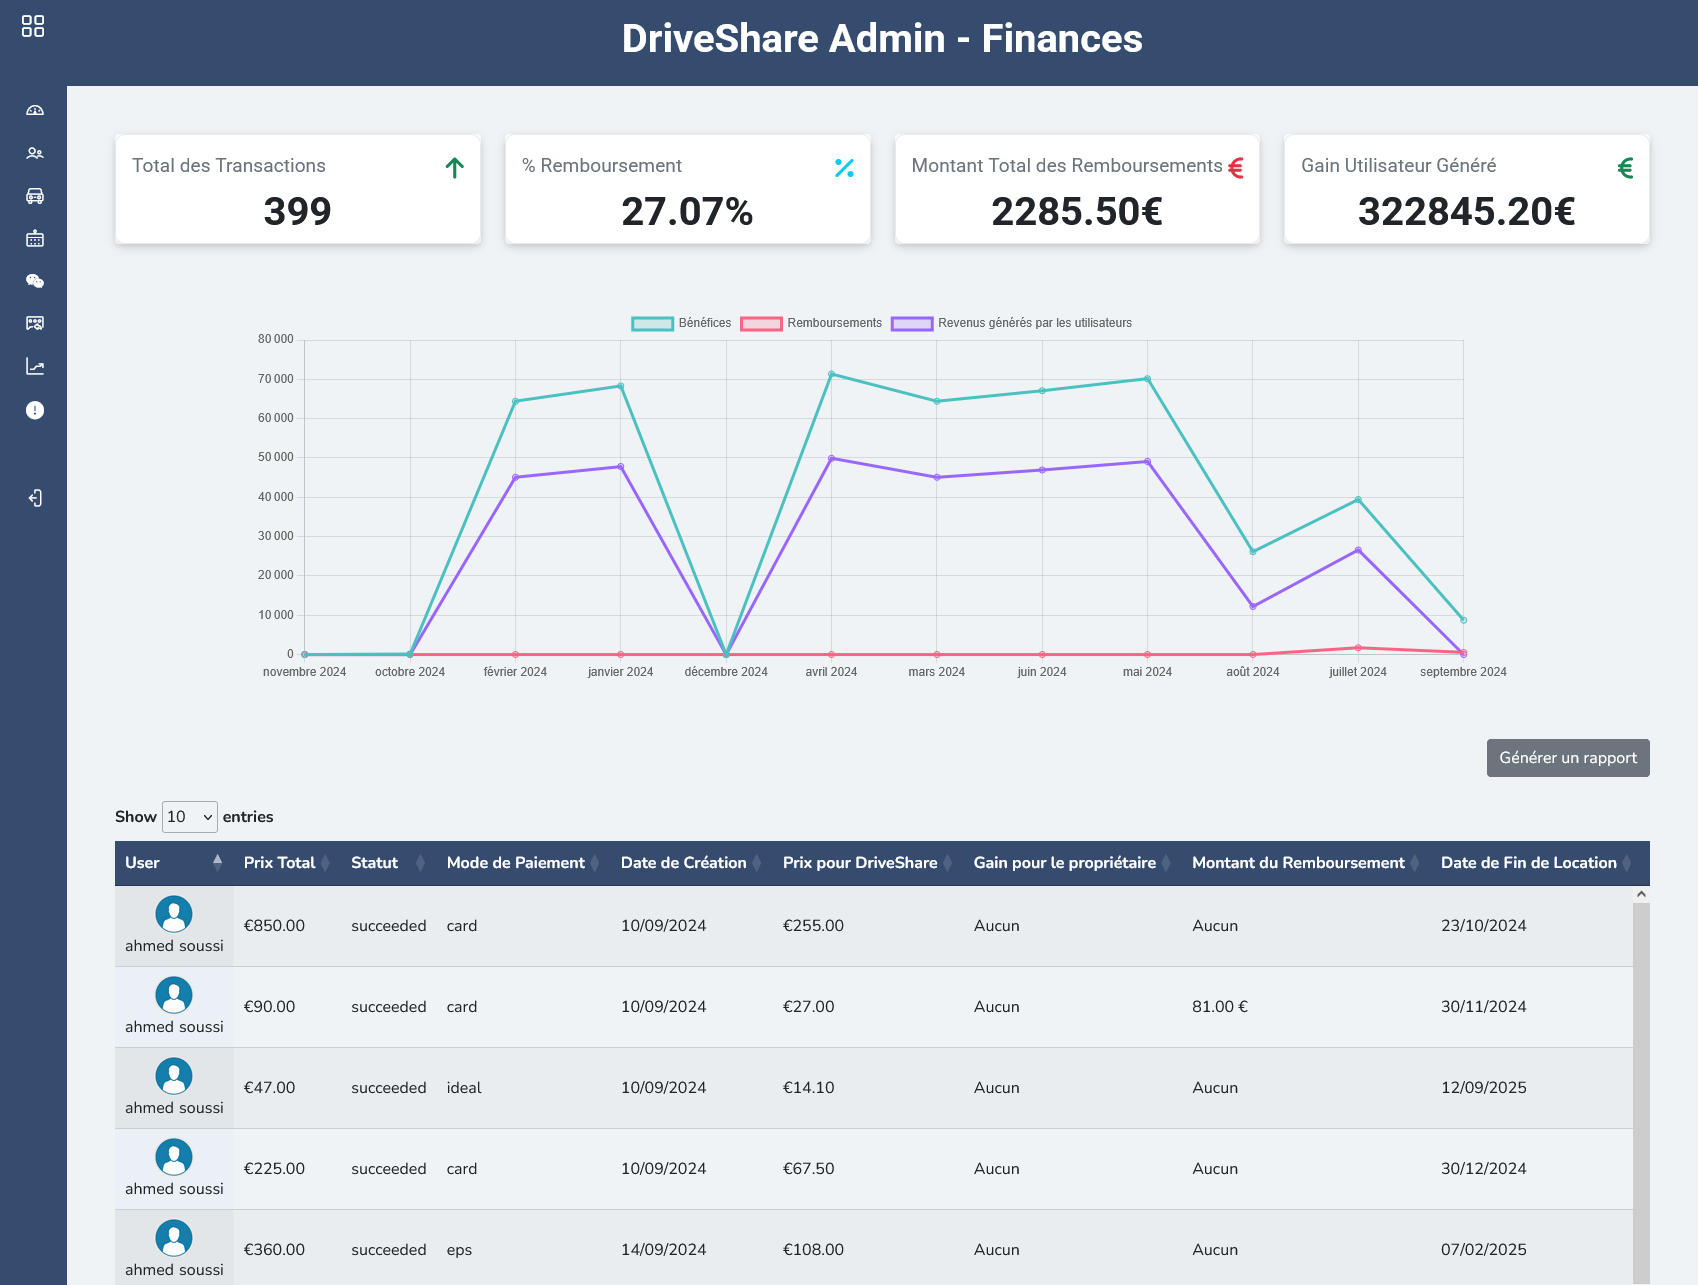 DriveShare Admin - Finances
Total des Transactions
399
% Remboursement
27.07%
Montant Total des Remboursements €
2285.50€
Gain Utilisateur Généré €
322845.20€
Bénéfices Remboursements Revenus générés par les utilisateurs
80 000
70 000
60 000
50 000
40 000
30 000
20 000
10 000
0
novembre 2024 octobre 2024 février 2024 janvier 2024 décembre 2024 avril 2024 mars 2024 juin 2024 mai 2024 août 2024 juillet 2024 septembre 2024
Générer un rapport
Show 10 entries
User Prix Total Statut Mode de Paiement Date de Création Prix pour DriveShare Gain pour le propriétaire Montant du Remboursement Date de Fin de Location
€850.00 succeeded card 10/09/2024 €255.00 Aucun Aucun 23/10/2024
ahmed soussi
€90.00 succeeded card 10/09/2024 €27.00 Aucun 81.00 € 30/11/2024
ahmed soussi
€47.00 succeeded ideal 10/09/2024 €14.10 Aucun Aucun 12/09/2025
ahmed soussi
€225.00 succeeded card 10/09/2024 €67.50 Aucun Aucun 30/12/2024
ahmed soussi
€360.00 succeeded eps 14/09/2024 €108.00 Aucun Aucun 07/02/2025
ahmed soussi